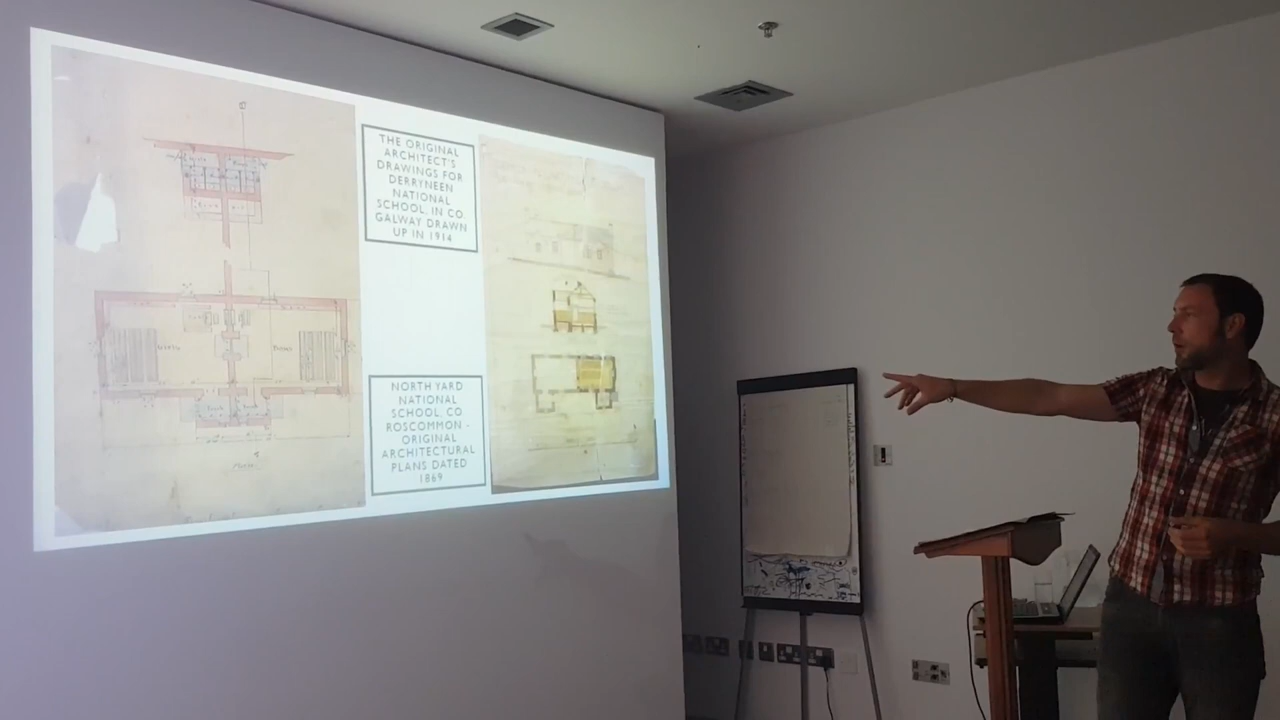 THE ORIGINAL
ARCHITECT'S
DRAWINGS FOR
DERRYNEEN
NATIONAL
SCHOOL, IN CO.
GALWAY DRAWN
UP IN 1914
NORTH YARD
NATIONAL
SCHOOL, CO
ROSCOMMON -
ORIGINAL
ARCHITECTURAL
PLANS DATED
1869